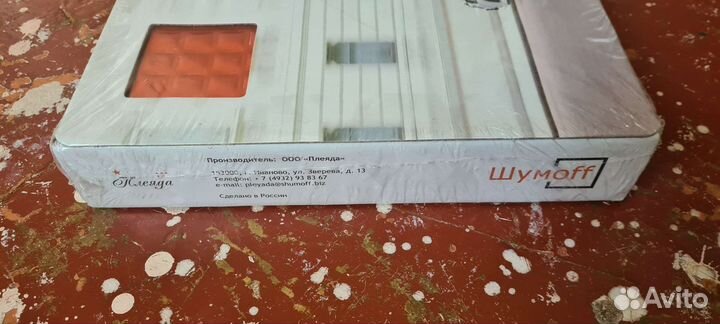 Производитель: ООО «Плеяда»
153000, г. Иваново, ул. Зверева, д. 13
Телефон: + 7 (4932) 93 83 67
e-mail: pleyada@shumoff.biz
Сделано в России
Плеяда
Шумoff
Avito